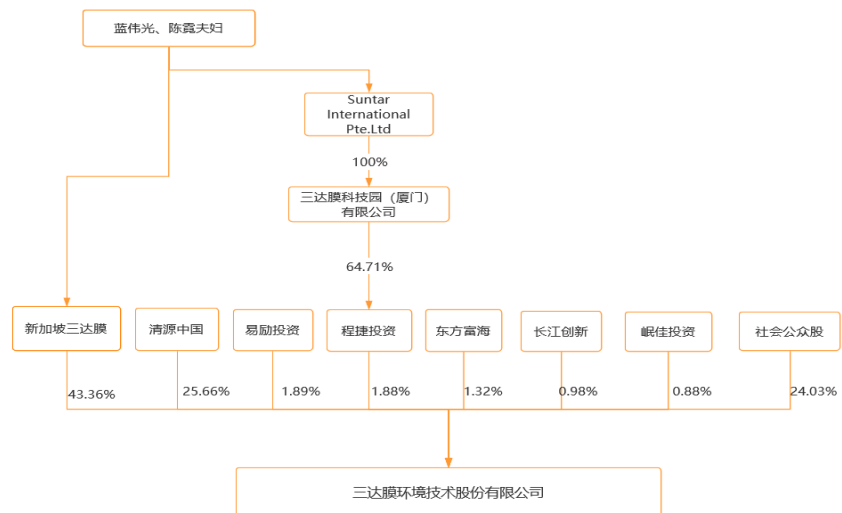 蓝伟光、陈霓夫妇
Suntar
International
Pte.Ltd
100%
三达膜科技园（厦门）
有限公司
64.71%
新加坡三达膜
清源中国
易励投资
程捷投资
东方富海
长江创新
岷佳投资
社会公众股
43.36%
25.66%
1.89%
1.88%
1.32%
0.98%
0.88%
24.03%
三达膜环境技术股份有限公司